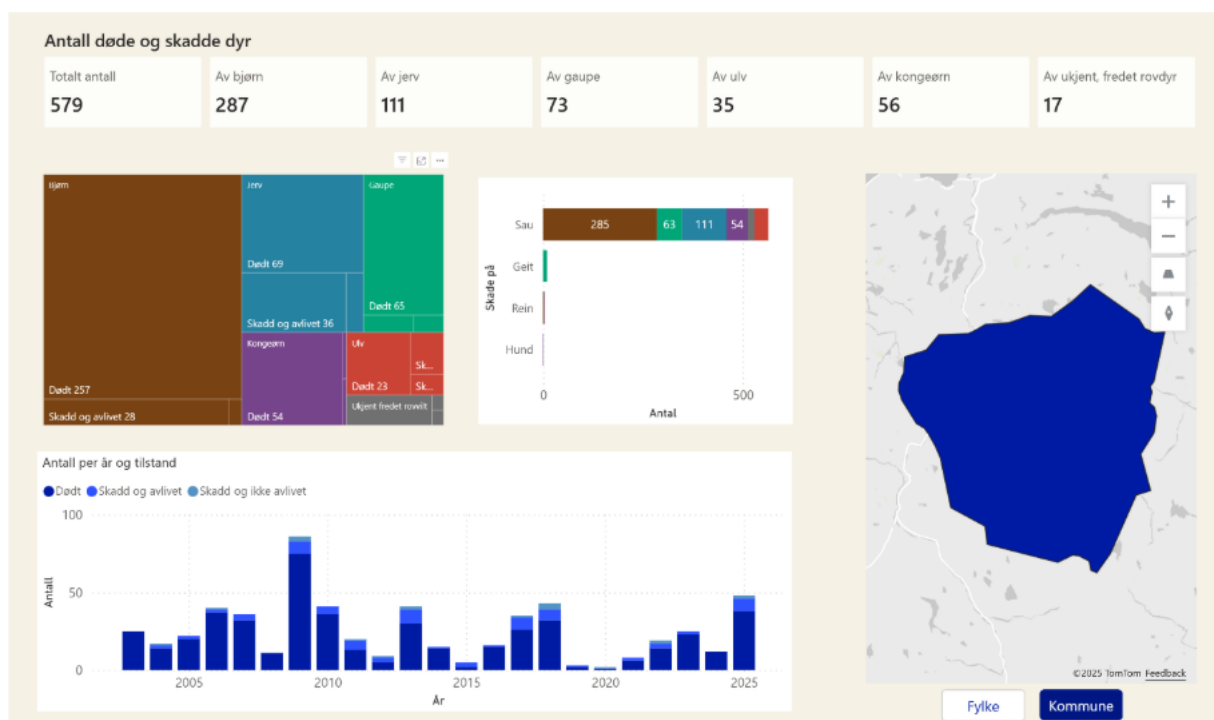 Antall døde og skadde dyr
Totalt antall
579
Av bjørn
287
Av jerv
111
Av gaupe
73
Av ulv
35
Av kongeørn
56
Av ukjent, fredet rovdyr
17
Bjørn
Dødt 257
Skadd og avlivet 28
Jerv
Dødt 69
Skadd og avlivet 36
Gaupe
Dødt 65
Kongeørn
Dødt 54
Ulv
Dødt 23
Sk...
Sk...
Ukjent fredet rovvilt
Skade på
Sau
285
63
111
54
Geit
Rein
Hund
0
500
Antal
Antall per år og tilstand
Dødt
Skadd og avlivet
Skadd og ikke avlivet
Antall
100
50
0
2005
2010
2015
2020
2025
År
©2025 TomTom Feedback
Fylke
Kommune